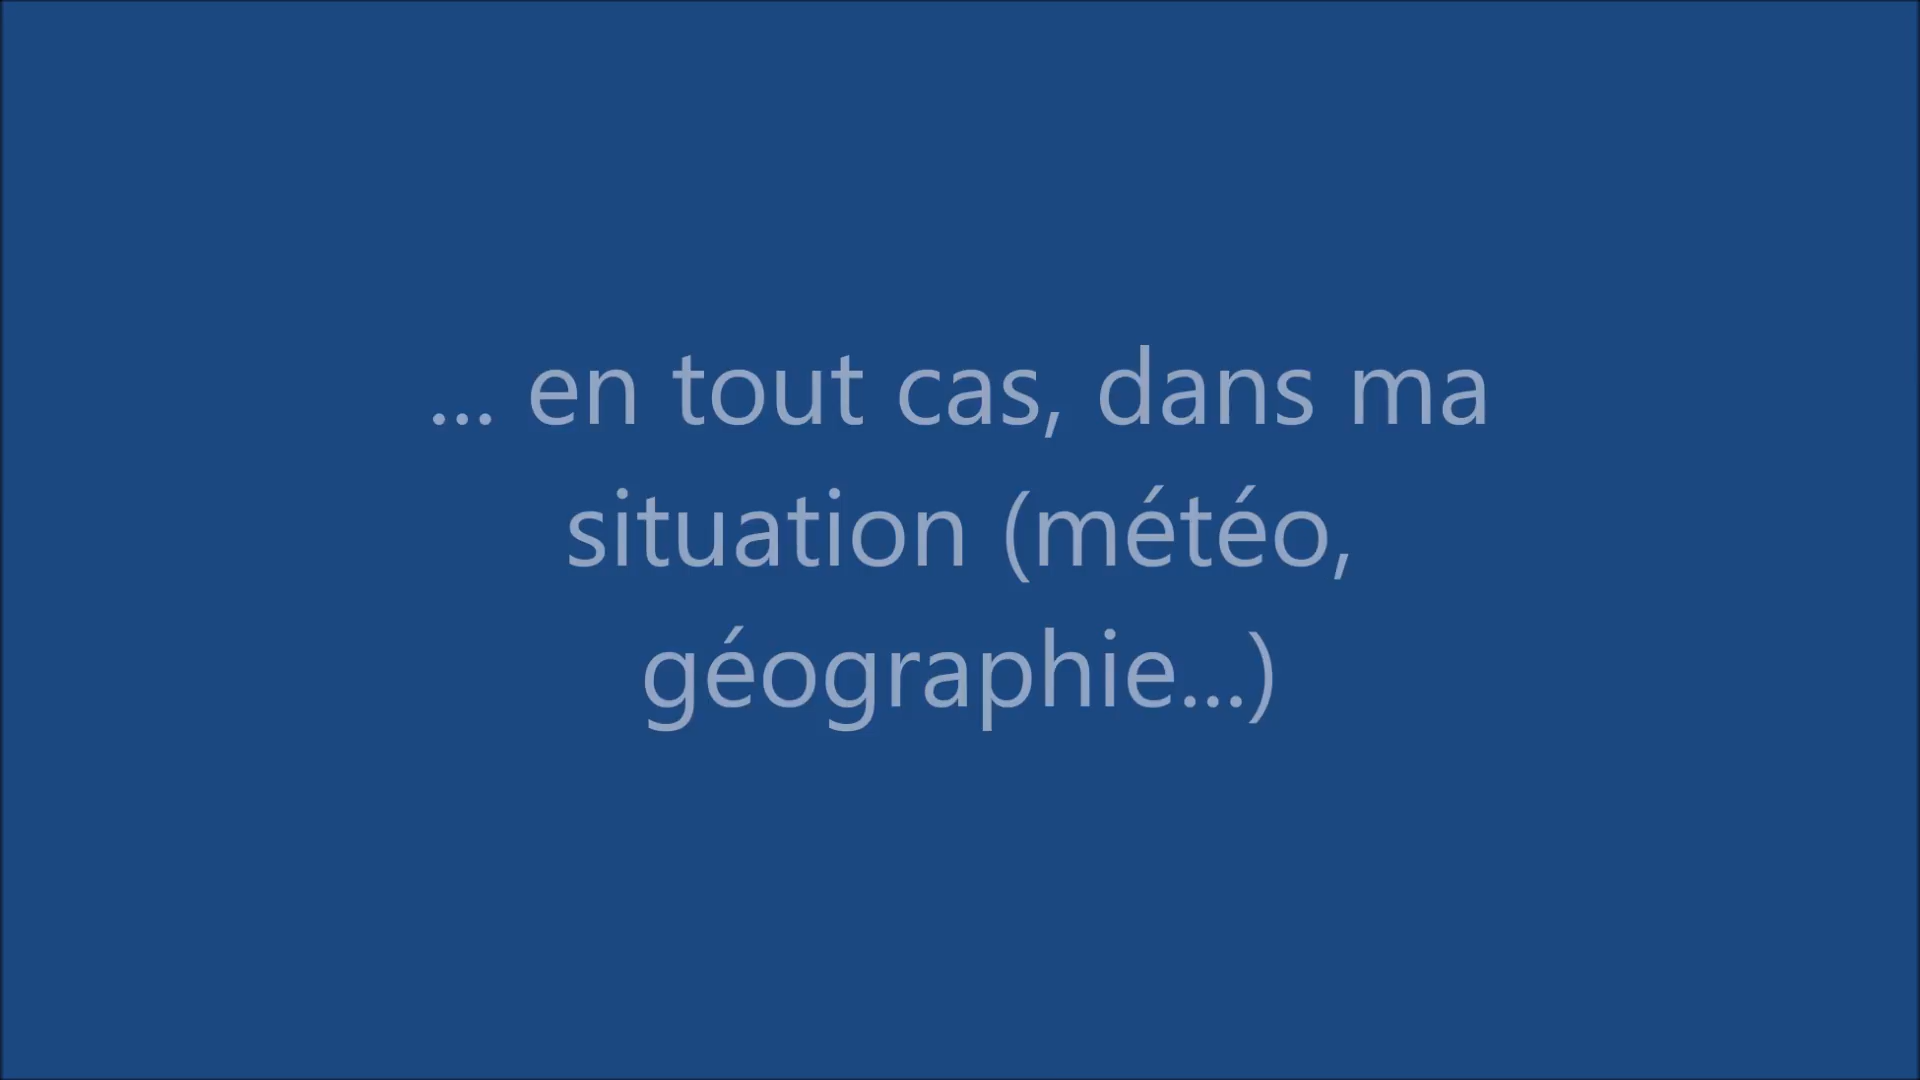 ... en tout cas, dans ma
situation (météo,
géographie...)